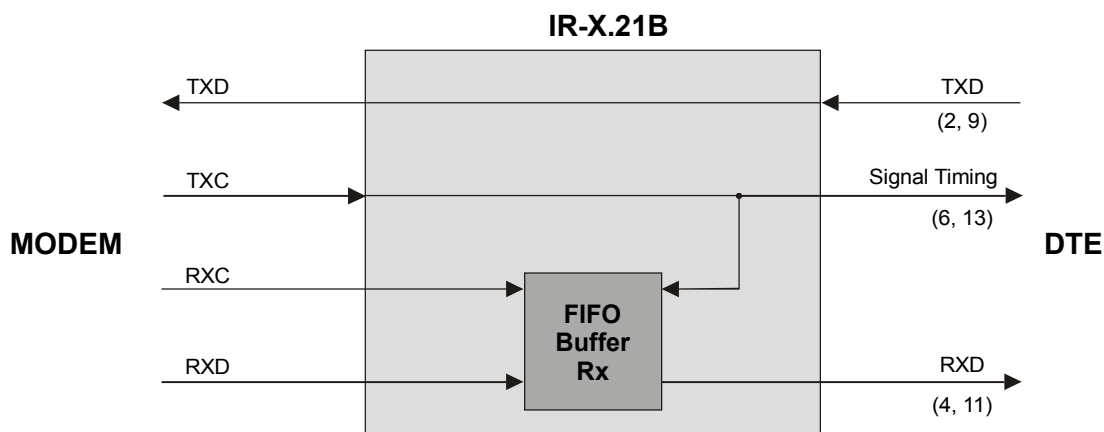 IR-X.21B
TXD
TXD
(2, 9)
TXC
Signal Timing
(6, 13)
MODEM
DTE
RXC
FIFO
Buffer
Rx
RXD
RXD
(4, 11)